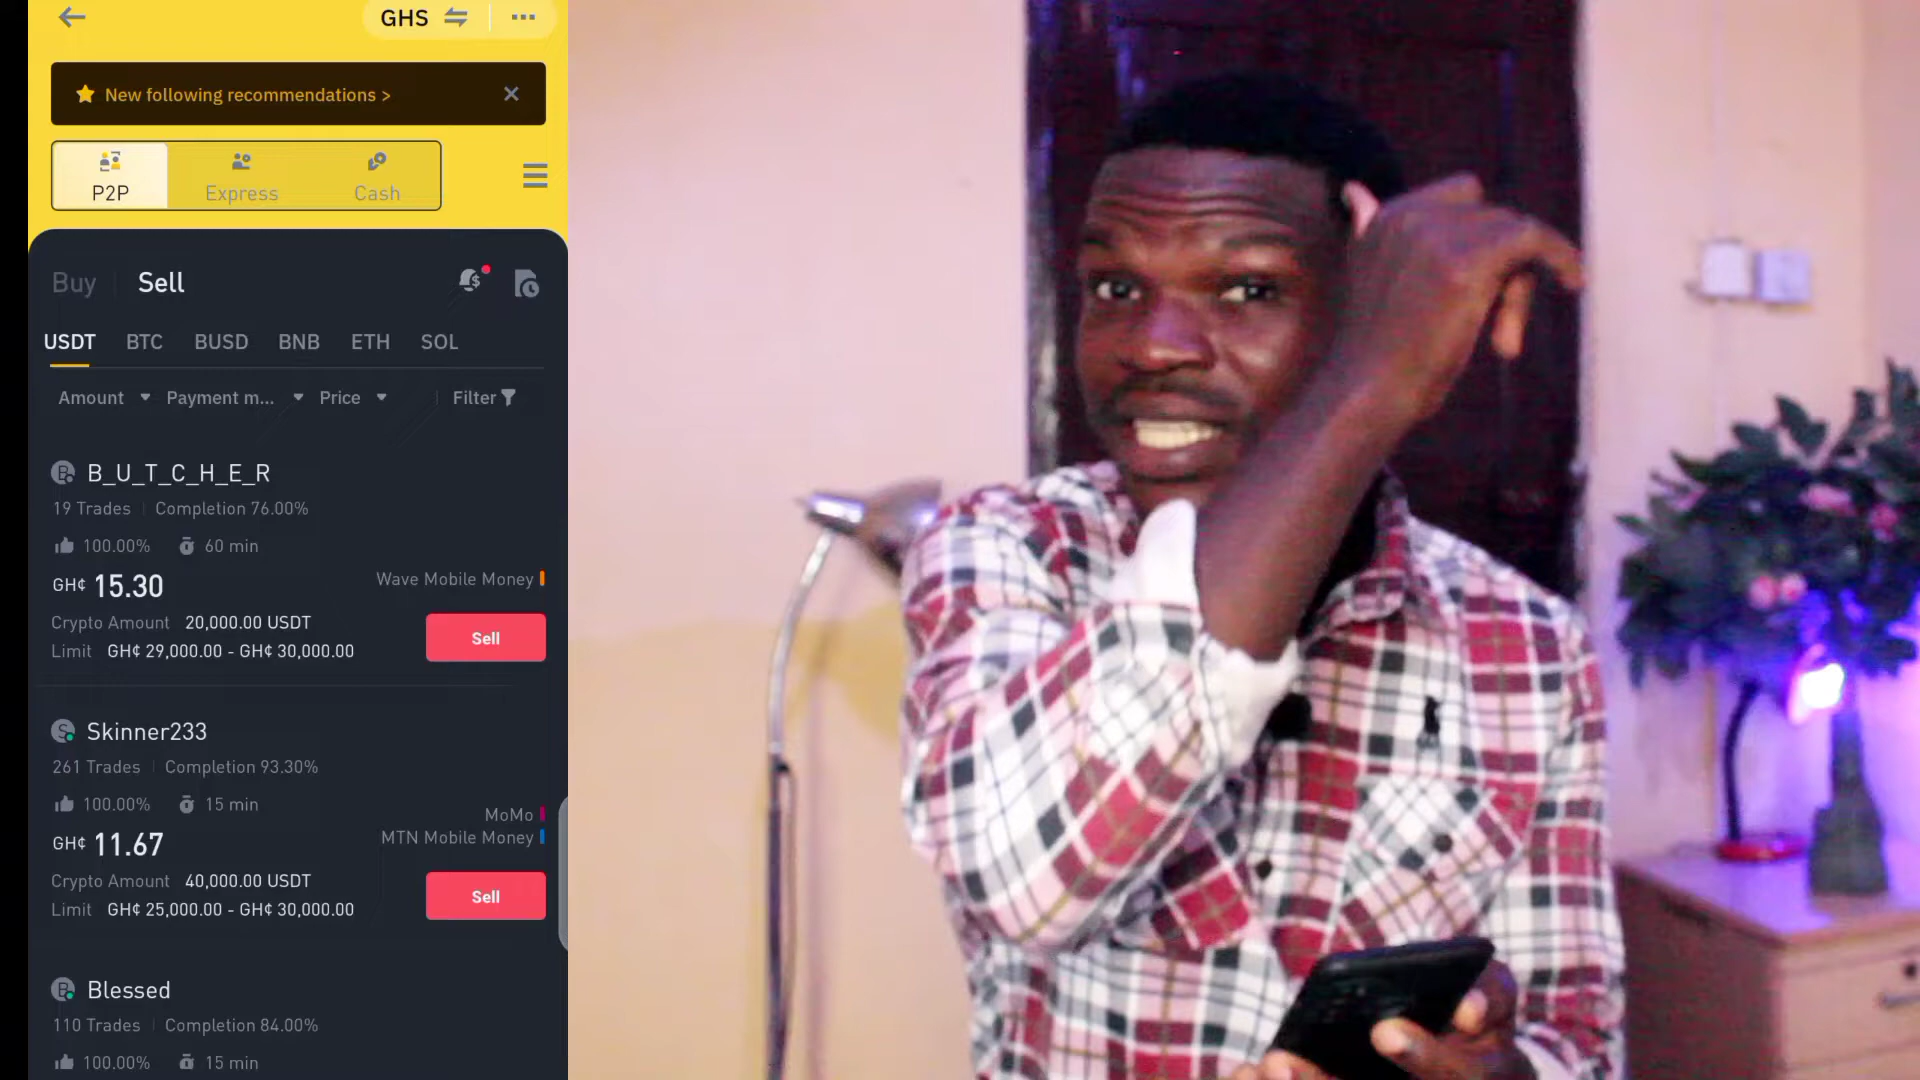 GHS
New following recommendations >
P2P
Express
Cash
Buy
Sell
USDT
BTC
BUSD
BNB
ETH
SOL
Amount
Payment m...
Price
Filter
B_U_T_C_H_E_R
19 Trades
Completion 76.00%
100.00%
60 min
GH¢ 15.30
Wave Mobile Money
Crypto Amount 20,000.00 USDT
Limit GH¢ 29,000.00 - GH¢ 30,000.00
Sell
Skinner233
261 Trades
Completion 93.30%
100.00%
15 min
MoMo
GH¢ 11.67
MTN Mobile Money
Crypto Amount 40,000.00 USDT
Limit GH¢ 25,000.00 - GH¢ 30,000.00
Sell
Blessed
110 Trades
Completion 84.00%
100.00%
15 min